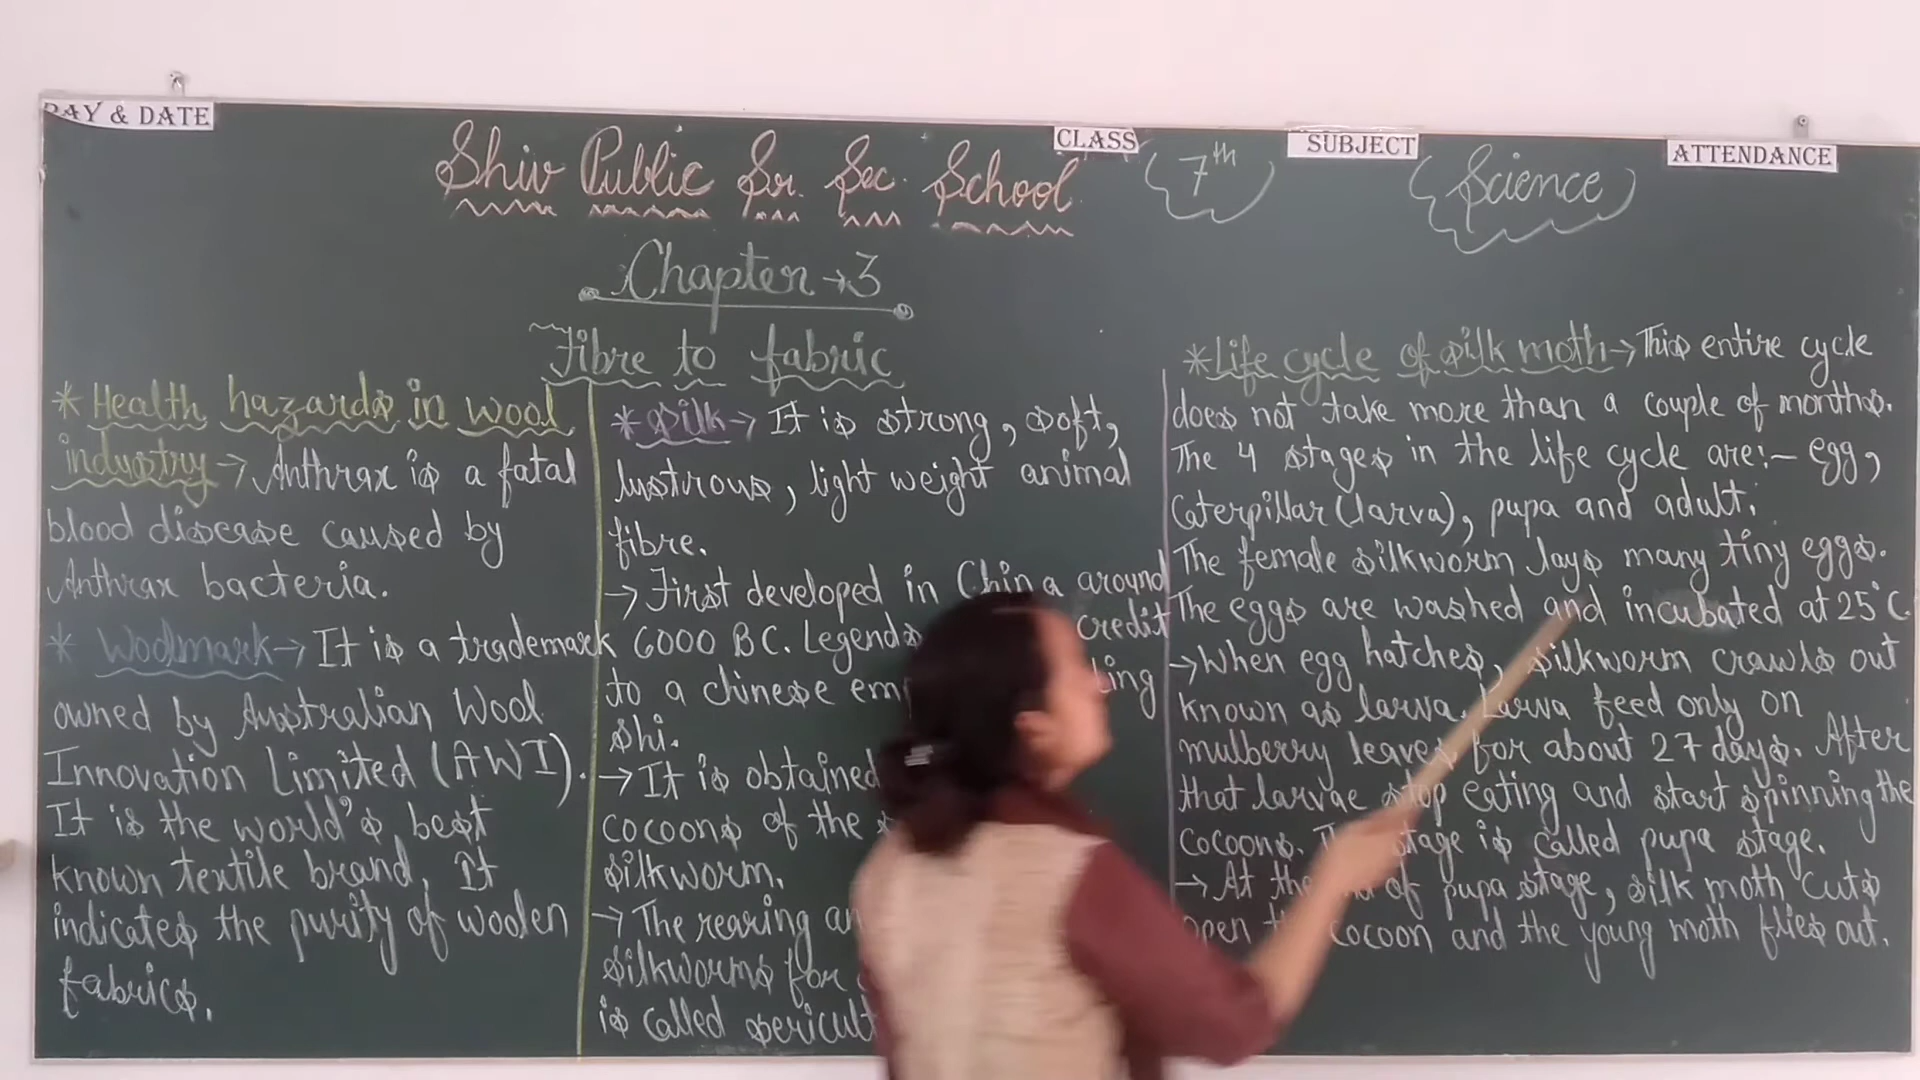 DAY & DATE
CLASS
SUBJECT
ATTENDANCE
Shiv Public Sr. Sec. School
7th
Science
Chapter → 3
Fibre to fabric
* Health hazards in wool
industry → Anthrax is a fatal
blood disease caused by
Anthrax bacteria.
* Woolmark → It is a trademark
owned by Australian Wool
Innovation Limited (AWI).
It is the world's best
known textile brand. It
indicates the purity of woolen
fabrics.
* Silk → It is strong, soft,
lustrous, light weight animal
fibre.
→ First developed in China around
6000 BC. Legends credit
to a chinese
shi.
→ It is obtained
cocoons of the
silkworm.
→ The rearing
silkworms for
is called
* Life cycle of silk moth → This entire cycle
does not take more than a couple of months.
The 4 stages in the life cycle are:- egg,
Caterpillar (larva), pupa and adult.
The female silkworm lays many tiny eggs.
The eggs are washed and incubated at 25°C.
→ When egg hatches, silkworm crawls out
known as larva. Larva feed only on
mulberry leaves for about 27 days. After
that larvae stop eating and start spinning the
cocoons. stage is called pupa stage.
→ At of pupa stage, silk moth cuts
open cocoon and the young moth flies out.